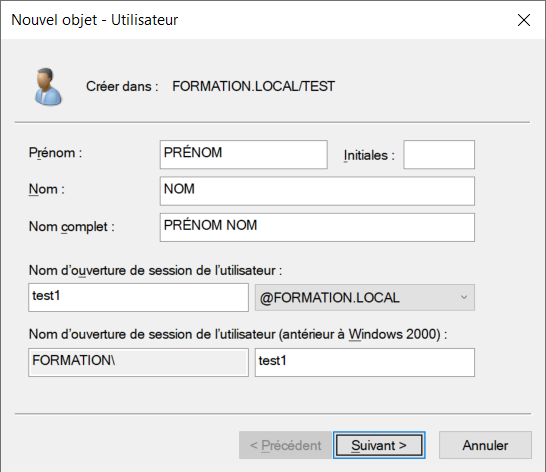 Nouvel objet - Utilisateur
Créer dans : FORMATION.LOCAL/TEST
Prénom : PRÉNOM Initiales :
Nom : NOM
Nom complet : PRÉNOM NOM
Nom d'ouverture de session de l'utilisateur :
test1 @FORMATION.LOCAL
Nom d'ouverture de session de l'utilisateur (antérieur à Windows 2000) :
FORMATION\ test1
< Précédent Suivant > Annuler